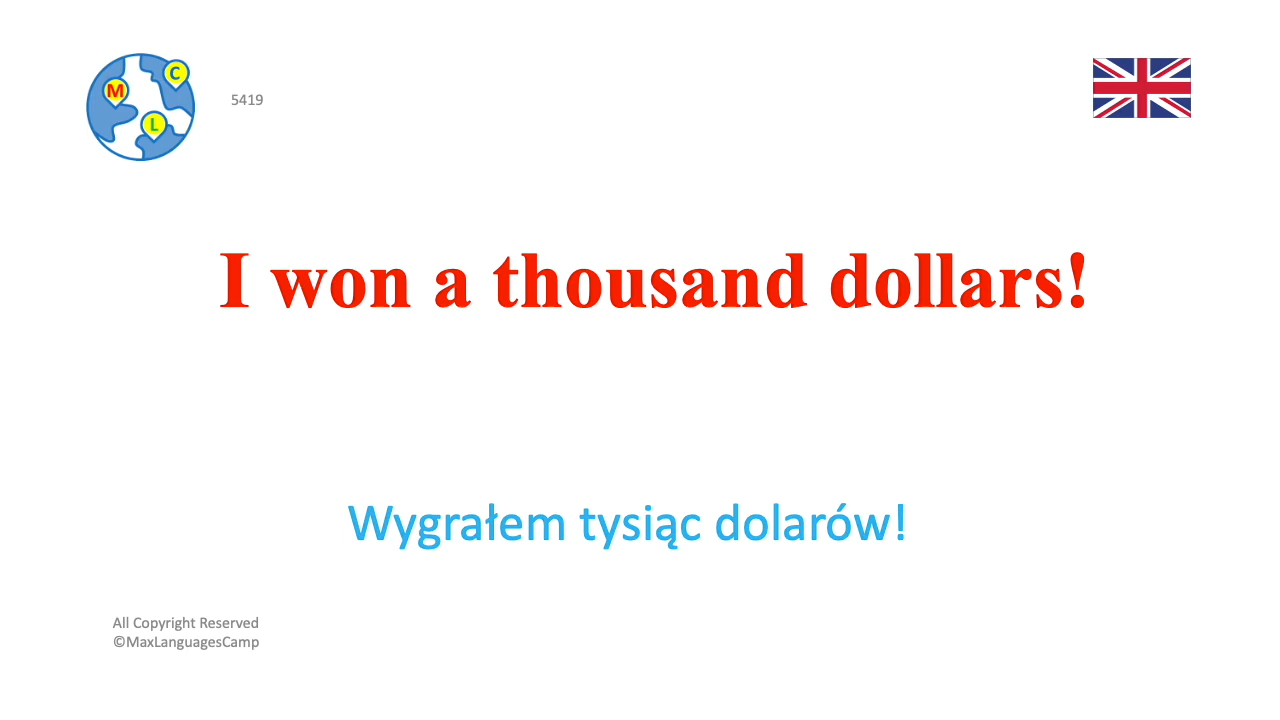 M
C
L
5419
I won a thousand dollars!
Wygrałem tysiąc dolarów!
All Copyright Reserved
©MaxLanguagesCamp